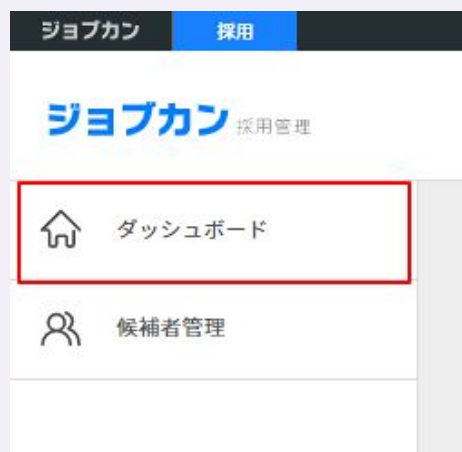 ジョブカン 採用
ジョブカン 採用管理
ダッシュボード
候補者管理